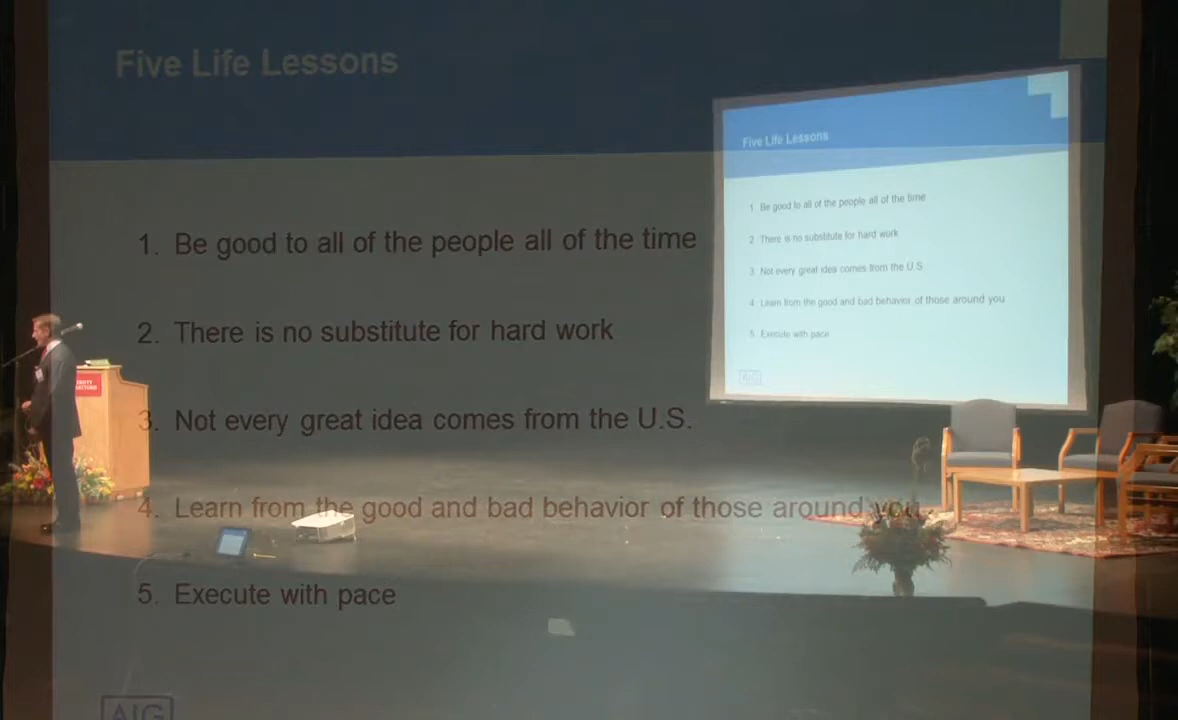 Five Life Lessons
1. Be good to all of the people all of the time
2. There is no substitute for hard work
3. Not every great idea comes from the U.S.
4. Learn from the good and bad behavior of those around you
5. Execute with pace
AIG
Five Life Lessons
1. Be good to all of the people all of the time
2 There is no substitute for hard work
3. Not every great idea comes from the U.S
4. Learn from the good and bad behavior of those around you
5. Execute with pace
AIG